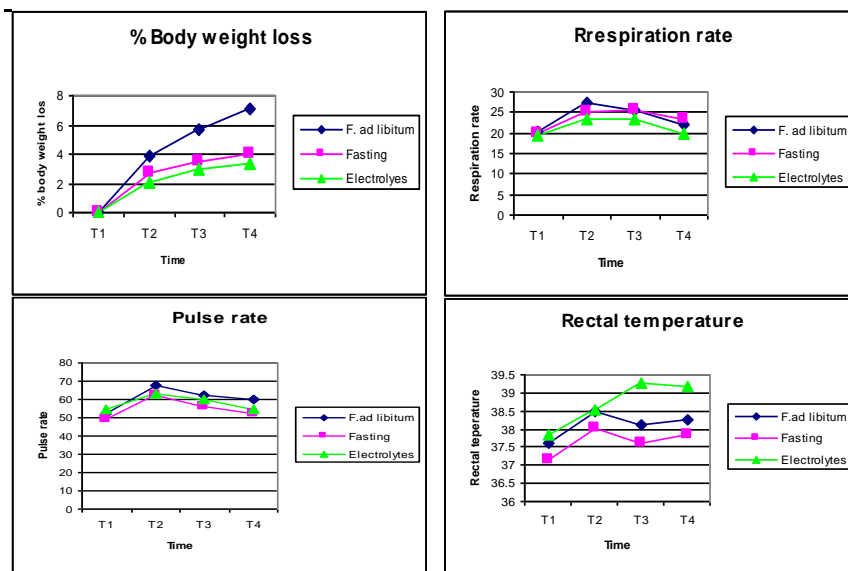 % Body weight loss
% body weight los
8
6
4
2
0
T1 T2 T3 T4
Time
F. ad libitum
Fasting
Electrolyes
Rrespiration rate
Respiration rate
30
25
20
15
10
5
0
T1 T2 T3 T4
Time
F. ad libitum
Fasting
Electrolytes
Pulse rate
Pulse rate
80
70
60
50
40
30
20
10
0
T1 T2 T3 T4
Time
F.ad libitum
Fasting
Electrolytes
Rectal temperature
Rectal teperature
39.5
39
38.5
38
37.5
37
36.5
36
T1 T2 T3 T4
Time
F.ad libitum
Fasting
Electrolytes